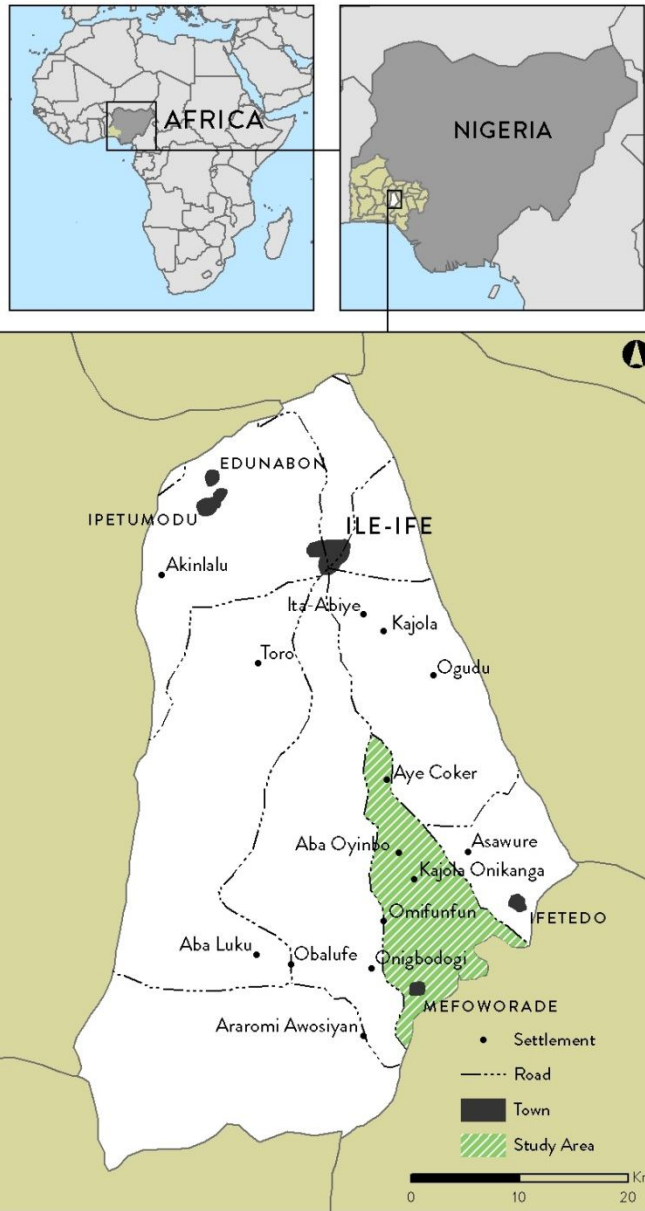 AFRICA
NIGERIA
EDUNABON
IPETUMODU
ILE-IFE
Akinlalu
Ita-Abiye
Kajola
Toro
Ogudu
Aye Coker
Aba Oyinbo
Asawure
Kajola Onikanga
Omifunfun
IFETEDO
Aba Luku
Obalufe
Onigbodogi
MEFOWORADE
Araromi Awosiyan
Settlement
Road
Town
Study Area
Km
0 10 20